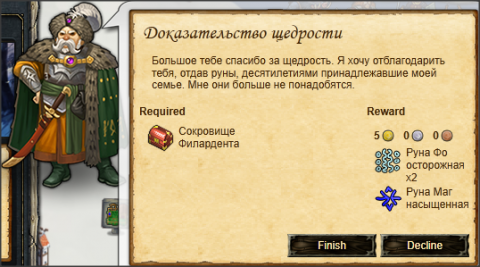 Доказательство щедрости
Большое тебе спасибо за щедрость. Я хочу отблагодарить
тебя, отдав руны, десятилетиями принадлежавшие моей
семье. Мне они больше не понадобятся.
Required
Reward
Сокровище
Филардента
5 0 0
Руна Фо
осторожная
x2
Руна Маг
насыщенная
Finish
Decline